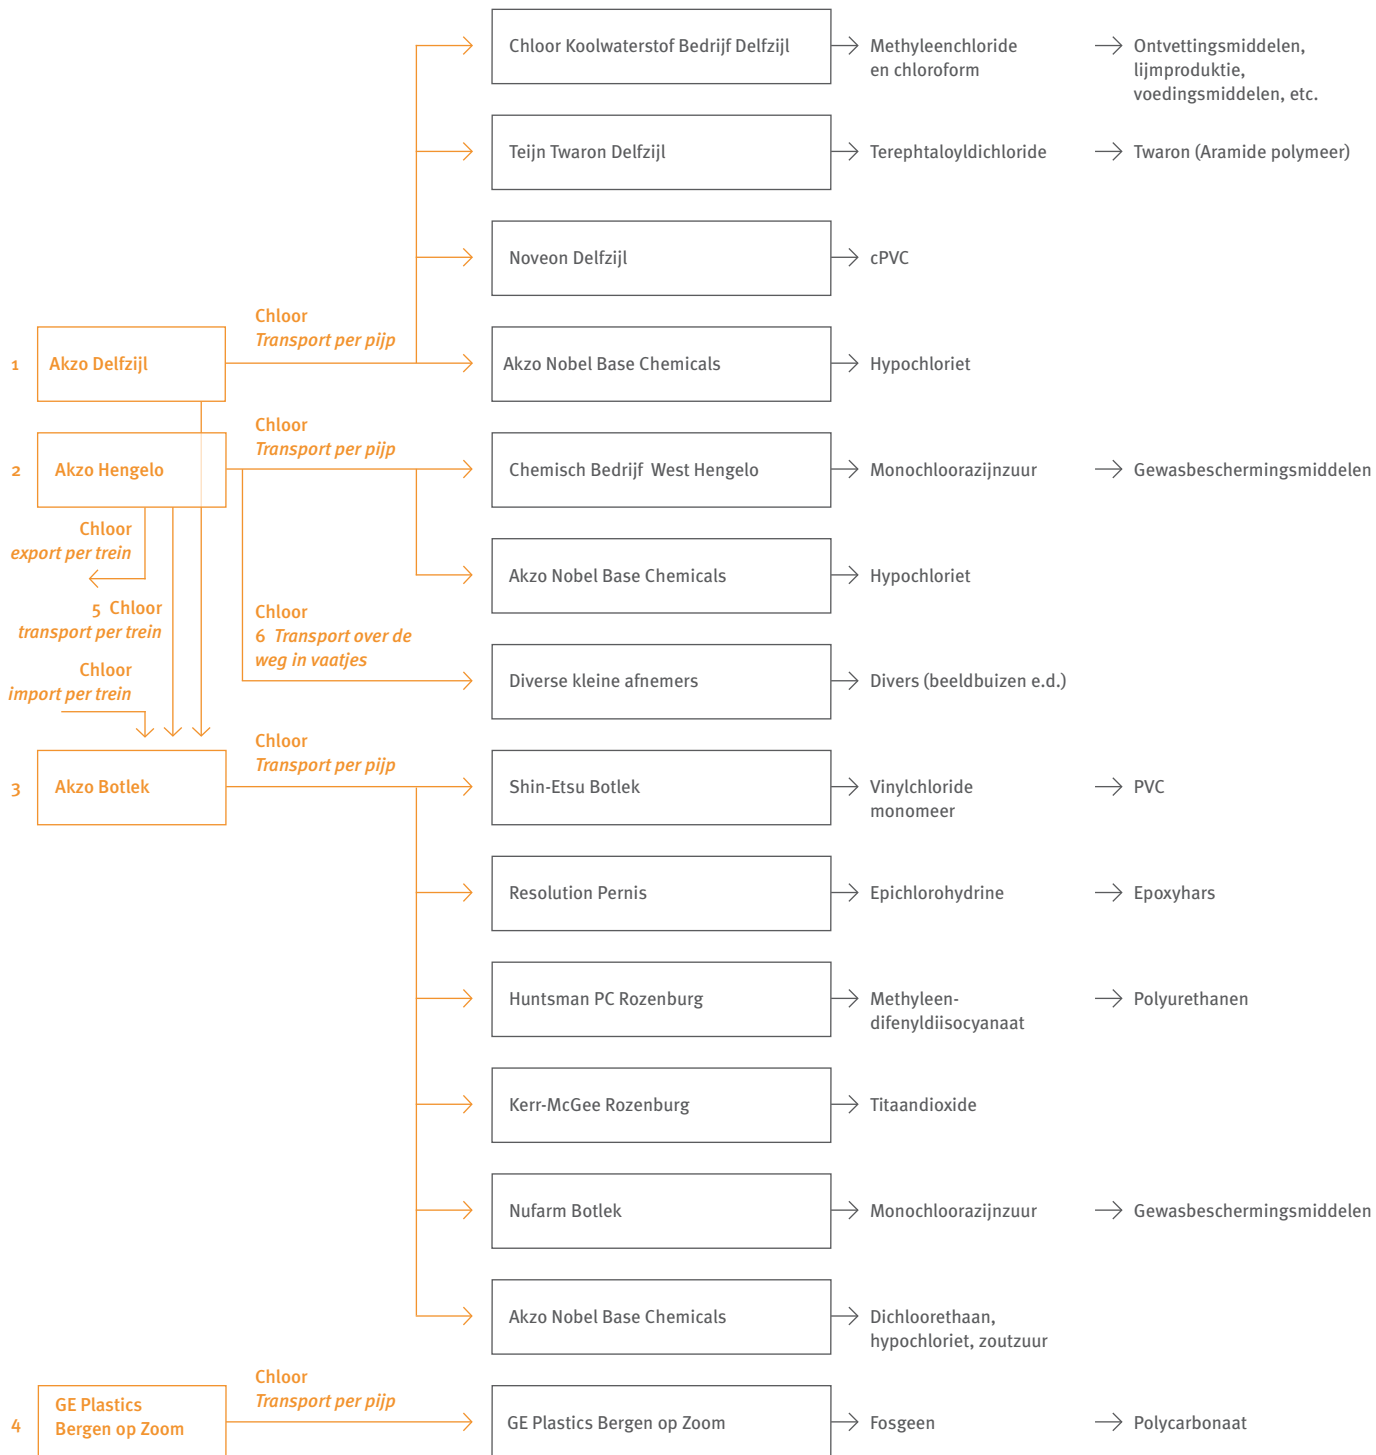 Chloor Koolwaterstof Bedrijf Delfzijl
Methyleenchloride
en chloroform
Ontvettingsmiddelen,
lijmproduktie,
voedingsmiddelen, etc.
Teijn Twaron Delfzijl
Terephtaloyldichloride
Twaron (Aramide polymeer)
Noveon Delfzijl
cPVC
Chloor
Transport per pijp
1
Akzo Delfzijl
Akzo Nobel Base Chemicals
Hypochloriet
Chloor
Transport per pijp
2
Akzo Hengelo
Chemisch Bedrijf West Hengelo
Monochloorazijnzuur
Gewasbeschermingsmiddelen
Chloor
export per trein
Akzo Nobel Base Chemicals
Hypochloriet
5 Chloor
transport per trein
Chloor
6 Transport over de
weg in vaatjes
Chloor
import per trein
Diverse kleine afnemers
Divers (beeldbuizen e.d.)
Chloor
Transport per pijp
3
Akzo Botlek
Shin-Etsu Botlek
Vinylchloride
monomeer
PVC
Resolution Pernis
Epichlorohydrine
Epoxyhars
Huntsman PC Rozenburg
Methyleen-
difenyldiisocyanaat
Polyurethanen
Kerr-McGee Rozenburg
Titaandioxide
Nufarm Botlek
Monochloorazijnzuur
Gewasbeschermingsmiddelen
Akzo Nobel Base Chemicals
Dichloorethaan,
hypochloriet, zoutzuur
Chloor
Transport per pijp
4
GE Plastics
Bergen op Zoom
GE Plastics Bergen op Zoom
Fosgeen
Polycarbonaat